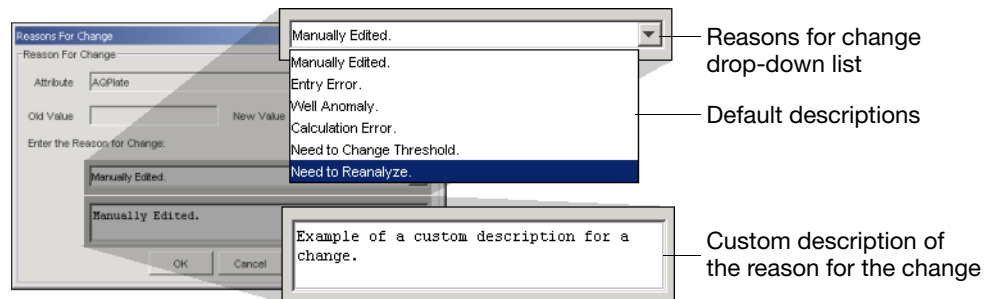 Reasons For Change
Reason For Change
Attribute
AGPlate
Old Value
New Value
Enter the Reason for Change:
Manually Edited.
Manually Edited.
OK
Cancel
Manually Edited.
Manually Edited.
Entry Error.
Well Anomaly.
Calculation Error.
Need to Change Threshold.
Need to Reanalyze.
Example of a custom description for a
change.
Reasons for change
drop-down list
Default descriptions
Custom description of
the reason for the change